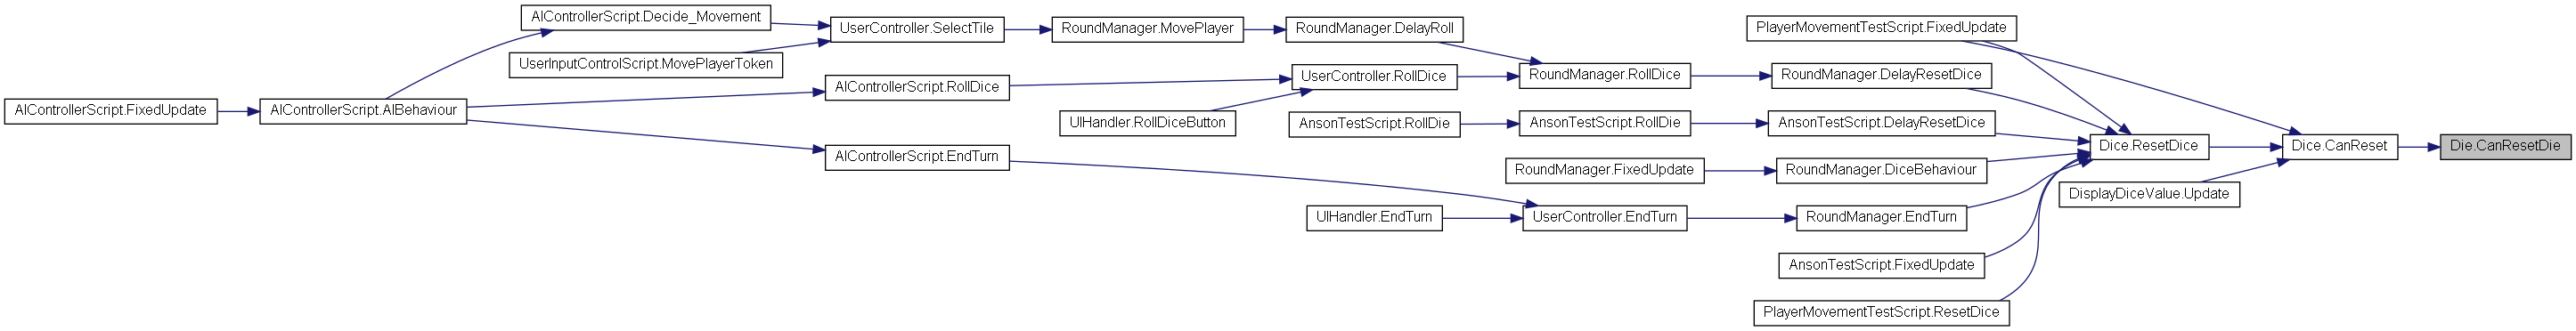 AIControllerScript.FixedUpdate
AIControllerScript.AIBehaviour
AIControllerScript.Decide_Movement
UserInputControlScript.MovePlayerToken
AIControllerScript.RollDice
AIControllerScript.EndTurn
UserController.SelectTile
RoundManager.MovePlayer
RoundManager.DelayRoll
UserController.RollDice
UIHandler.RollDiceButton
AnsonTestScript.RollDie
UIHandler.EndTurn
UserController.EndTurn
RoundManager.RollDice
AnsonTestScript.RollDie
RoundManager.FixedUpdate
PlayerMovementTestScript.FixedUpdate
RoundManager.DelayResetDice
AnsonTestScript.DelayResetDice
RoundManager.DiceBehaviour
RoundManager.EndTurn
AnsonTestScript.FixedUpdate
PlayerMovementTestScript.ResetDice
Dice.ResetDice
DisplayDiceValue.Update
Dice.CanReset
Die.CanResetDie